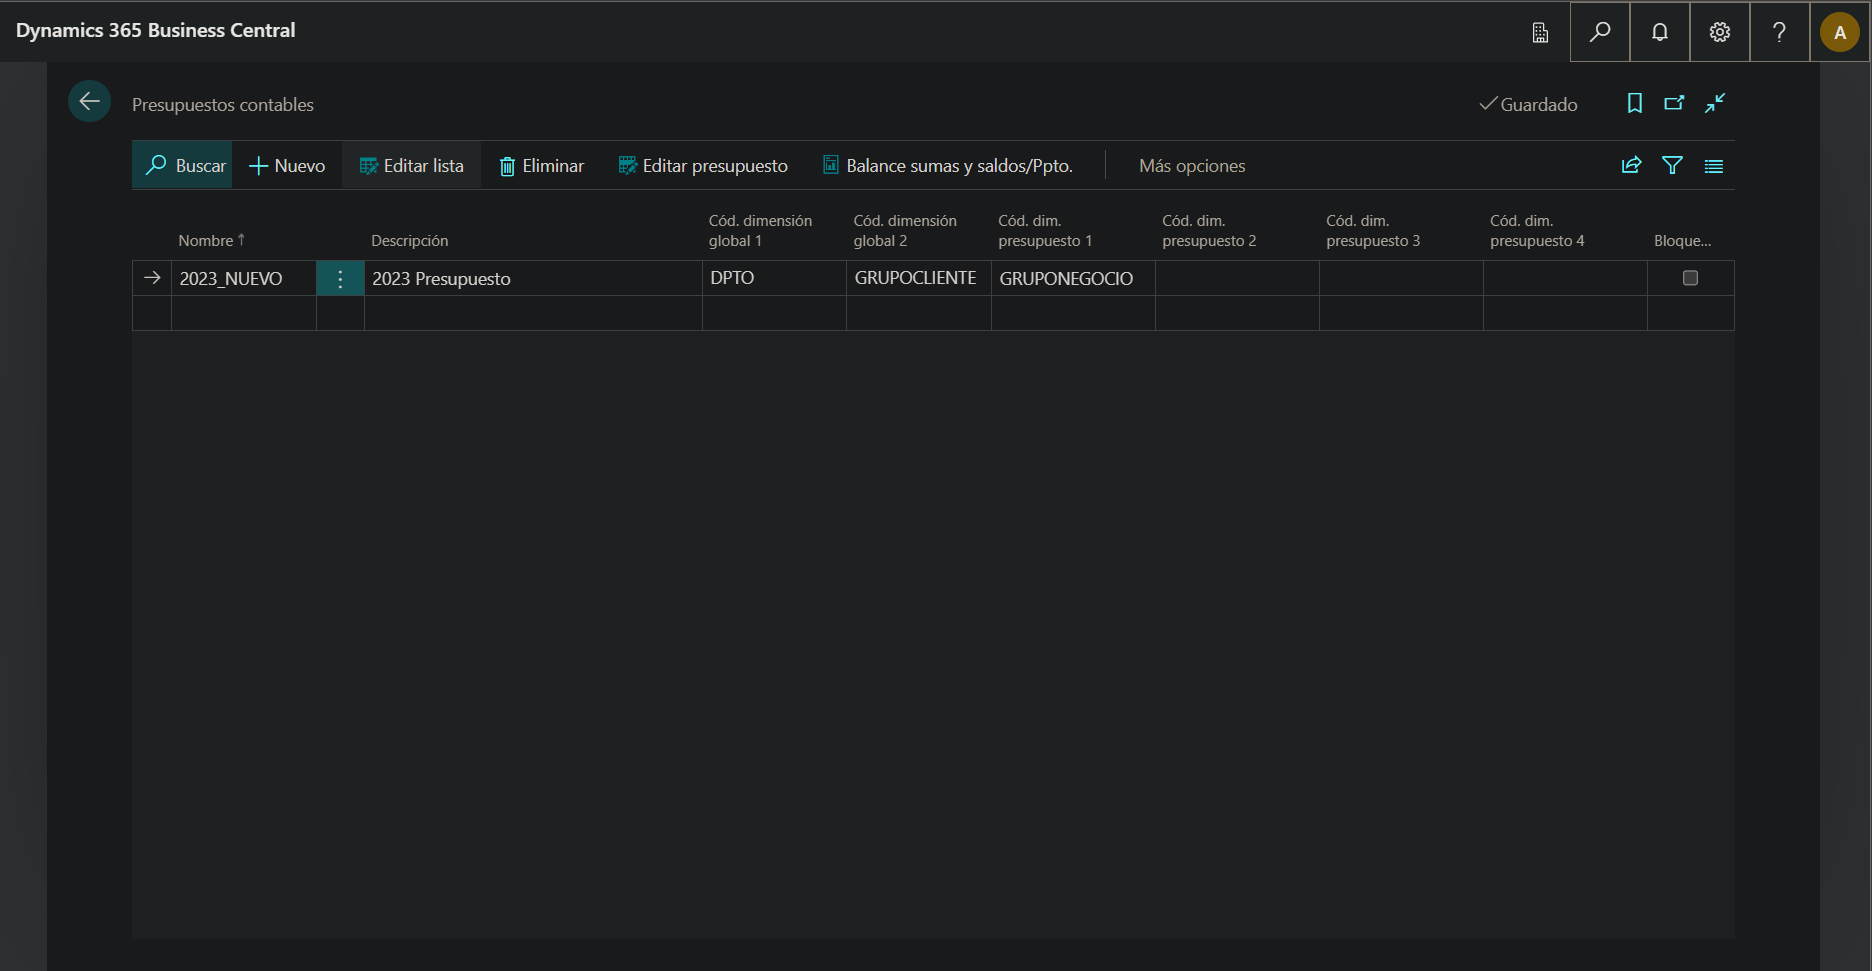 Dynamics 365 Business Central
A
Presupuestos contables
Guardado
Buscar
Nuevo
Editar lista
Eliminar
Editar presupuesto
Balance sumas y saldos/Ppto.
Más opciones
Nombre ↑
Descripción
Cód. dimensión
global 1
Cód. dimensión
global 2
Cód. dim.
presupuesto 1
Cód. dim.
presupuesto 2
Cód. dim.
presupuesto 3
Cód. dim.
presupuesto 4
Bloque...
2023_NUEVO
2023 Presupuesto
DPTO
GRUPOCLIENTE
GRUPONEGOCIO